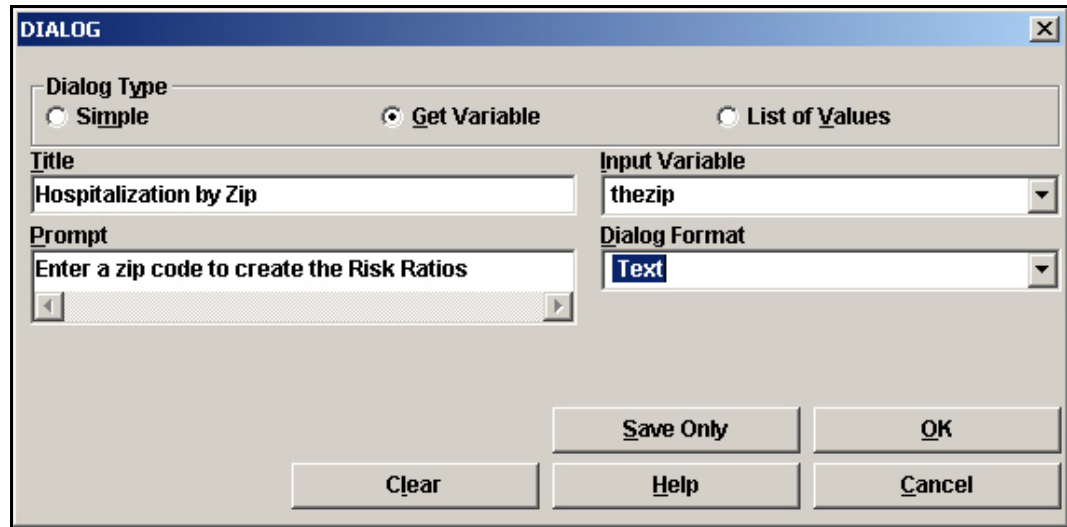 DIALOG
Dialog Type
Simple Get Variable List of Values
Title Input Variable
Hospitalization by Zip thezip
Prompt Dialog Format
Enter a zip code to create the Risk Ratios Text
Save Only OK
Clear Help Cancel